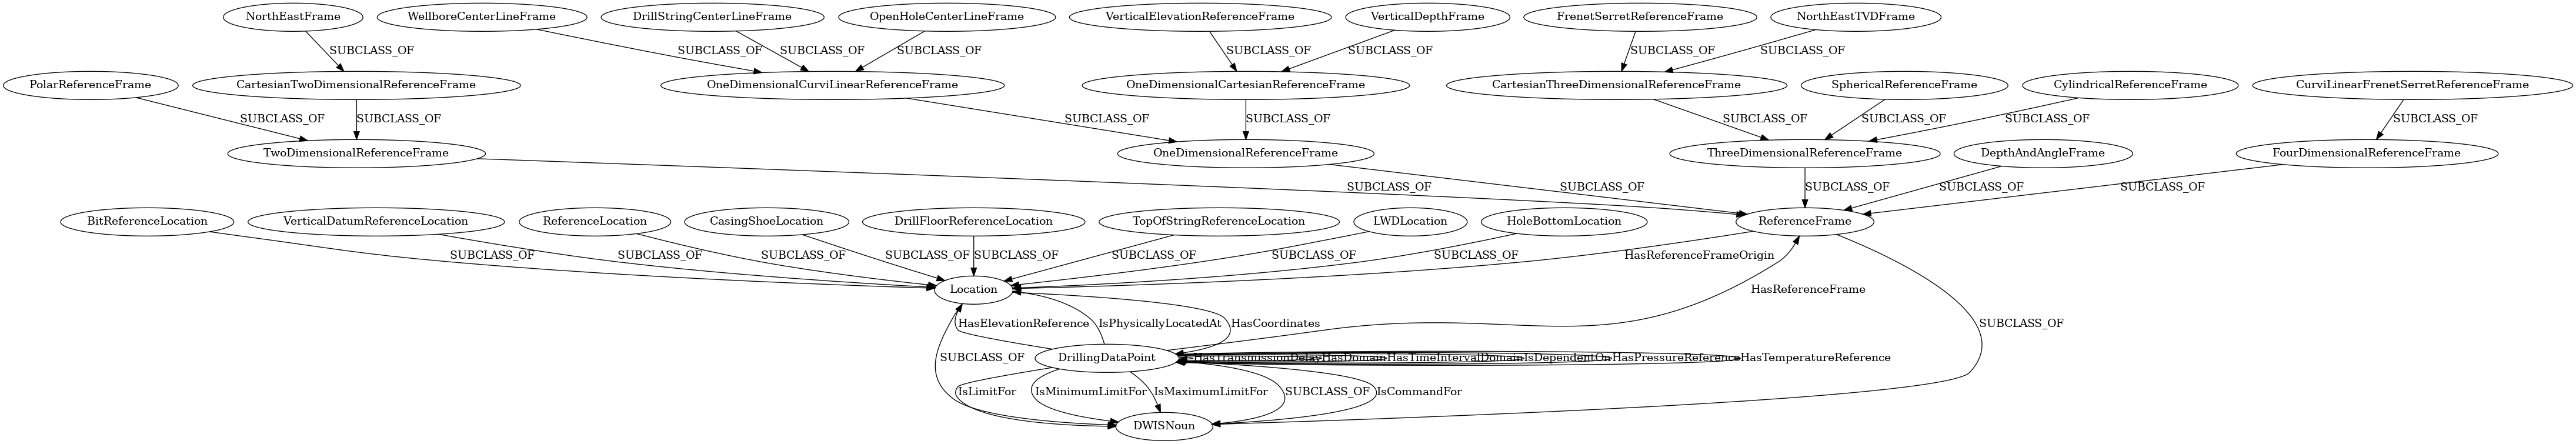 NorthEastFrame
WellboreCenterLineFrame
DrillStringCenterLineFrame
OpenHoleCenterLineFrame
VerticalElevationReferenceFrame
VerticalDepthFrame
FrenetSerretReferenceFrame
NorthEastTVDFrame
SUBCLASS_OF
SUBCLASS_OF
SUBCLASS_OF
SUBCLASS_OF
SUBCLASS_OF
SUBCLASS_OF
SUBCLASS_OF
SUBCLASS_OF
PolarReferenceFrame
CartesianTwoDimensionalReferenceFrame
OneDimensionalCurviLinearReferenceFrame
OneDimensionalCartesianReferenceFrame
CartesianThreeDimensionalReferenceFrame
SphericalReferenceFrame
CylindricalReferenceFrame
CurviLinearFrenetSerretReferenceFrame
SUBCLASS_OF
SUBCLASS_OF
SUBCLASS_OF
SUBCLASS_OF
SUBCLASS_OF
SUBCLASS_OF
SUBCLASS_OF
SUBCLASS_OF
TwoDimensionalReferenceFrame
OneDimensionalReferenceFrame
ThreeDimensionalReferenceFrame
DepthAndAngleFrame
FourDimensionalReferenceFrame
SUBCLASS_OF
SUBCLASS_OF
SUBCLASS_OF
SUBCLASS_OF
SUBCLASS_OF
BitReferenceLocation
VerticalDatumReferenceLocation
ReferenceLocation
CasingShoeLocation
DrillFloorReferenceLocation
TopOfStringReferenceLocation
LWDLocation
HoleBottomLocation
ReferenceFrame
SUBCLASS_OF
SUBCLASS_OF
SUBCLASS_OF
SUBCLASS_OF
SUBCLASS_OF
SUBCLASS_OF
SUBCLASS_OF
SUBCLASS_OF
HasReferenceFrameOrigin
Location
HasReferenceFrame
HasElevationReference
IsPhysicallyLocatedAt
HasCoordinates
SUBCLASS_OF
SUBCLASS_OF
DrillingDataPoint
HasTransmissionDelay
HasDomain
HasTimeIntervalDomain
IsDependentOn
HasPressureReference
HasTemperatureReference
IsLimitFor
IsMinimumLimitFor
IsMaximumLimitFor
SUBCLASS_OF
IsCommandFor
DWISNoun